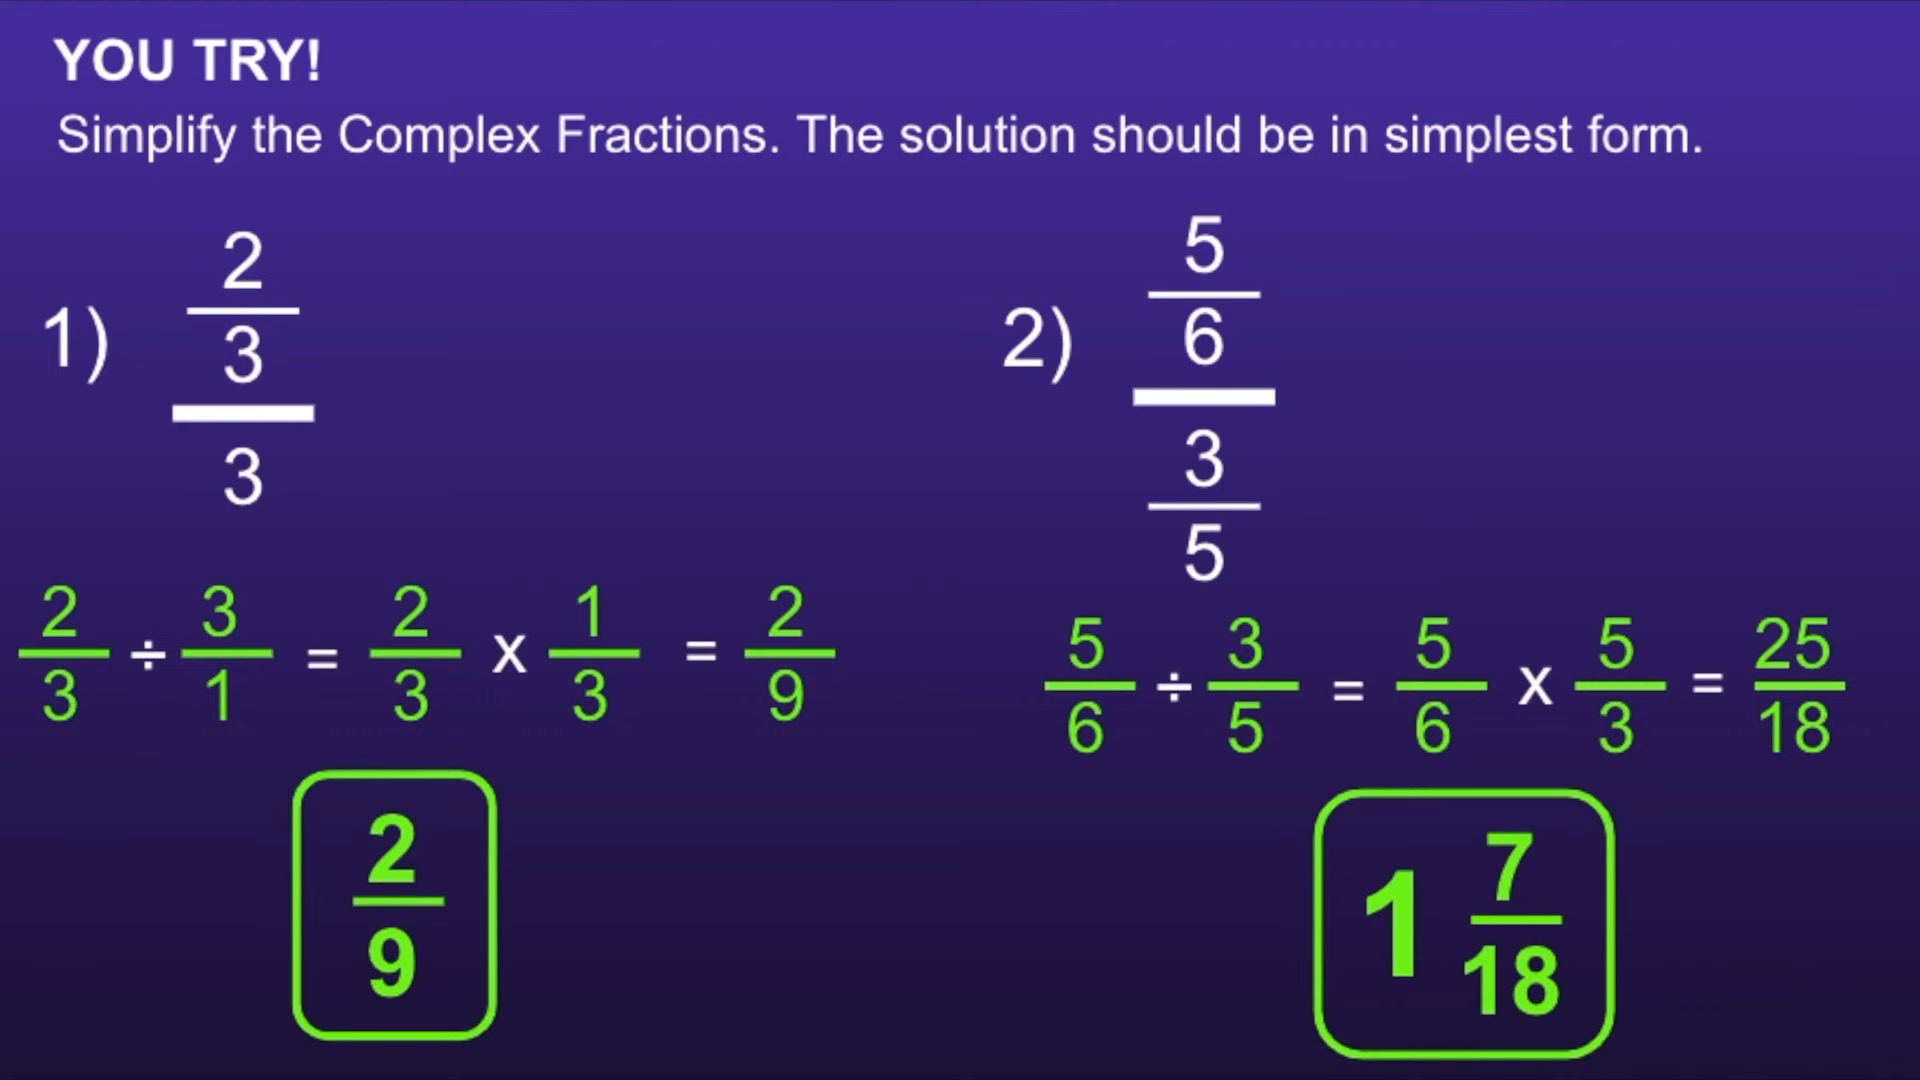 YOU TRY!
Simplify the Complex Fractions. The solution should be in simplest form.
1)
2
3
3
2/3 ÷ 3/1 = 2/3 x 1/3 = 2/9
2/9
2)
5
6
3
5
5/6 ÷ 3/5 = 5/6 x 5/3 = 25/18
1 7/18